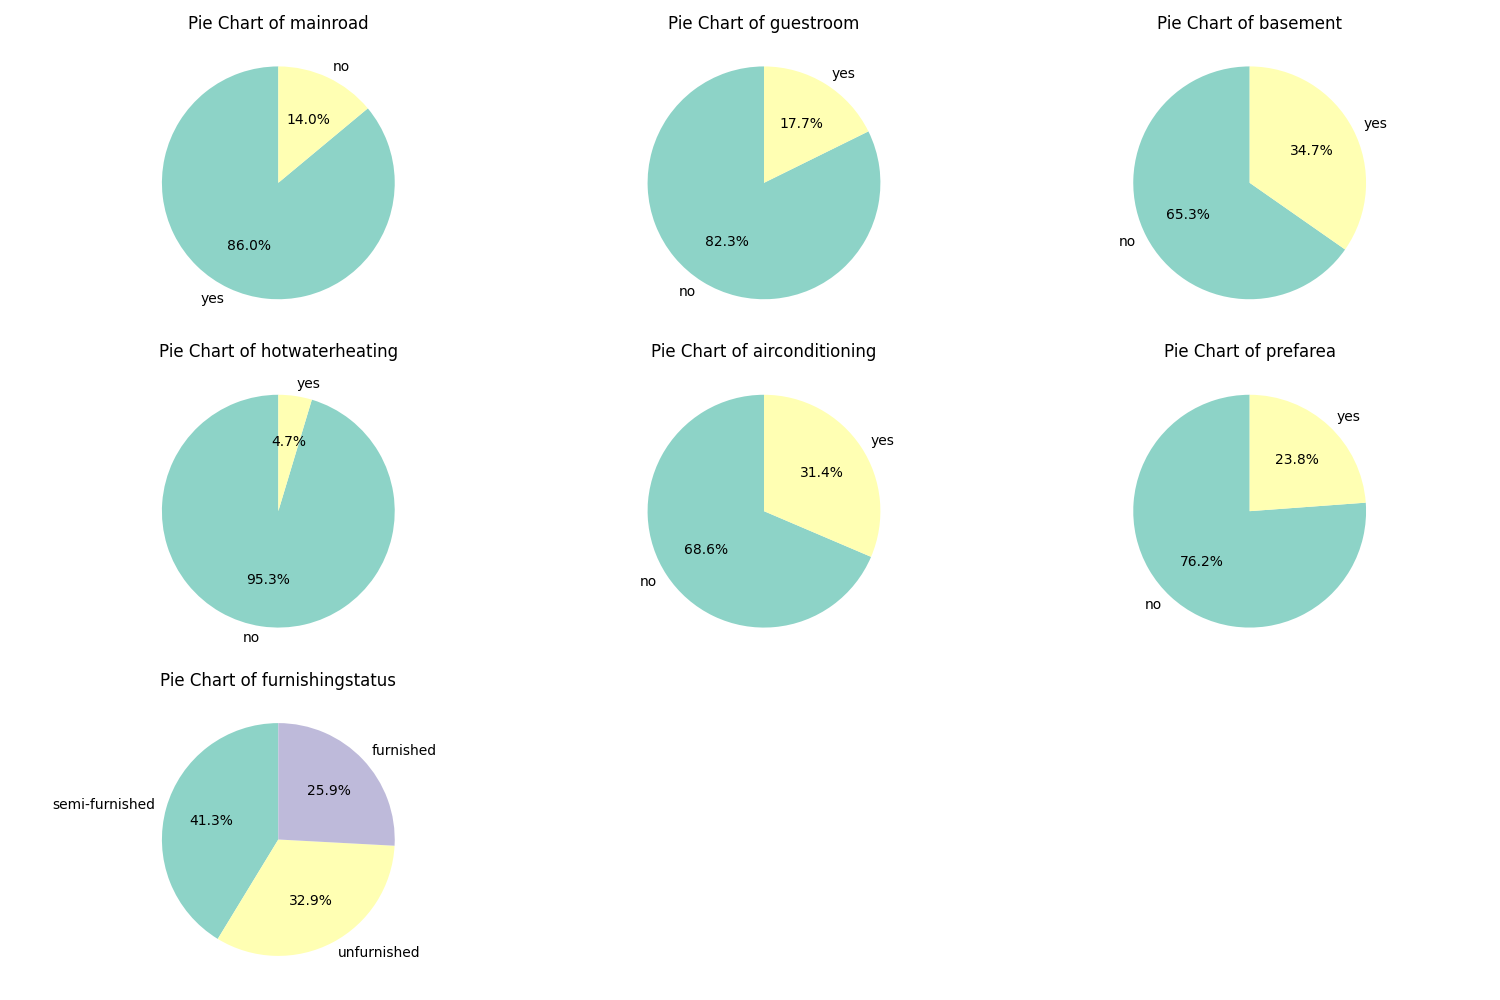 Pie Chart of mainroad
no
14.0%
86.0%
yes
Pie Chart of guestroom
yes
17.7%
82.3%
no
Pie Chart of basement
yes
34.7%
65.3%
no
Pie Chart of hotwaterheating
yes
4.7%
95.3%
no
Pie Chart of airconditioning
yes
31.4%
68.6%
no
Pie Chart of prefarea
yes
23.8%
76.2%
no
Pie Chart of furnishingstatus
furnished
25.9%
semi-furnished
41.3%
32.9%
unfurnished